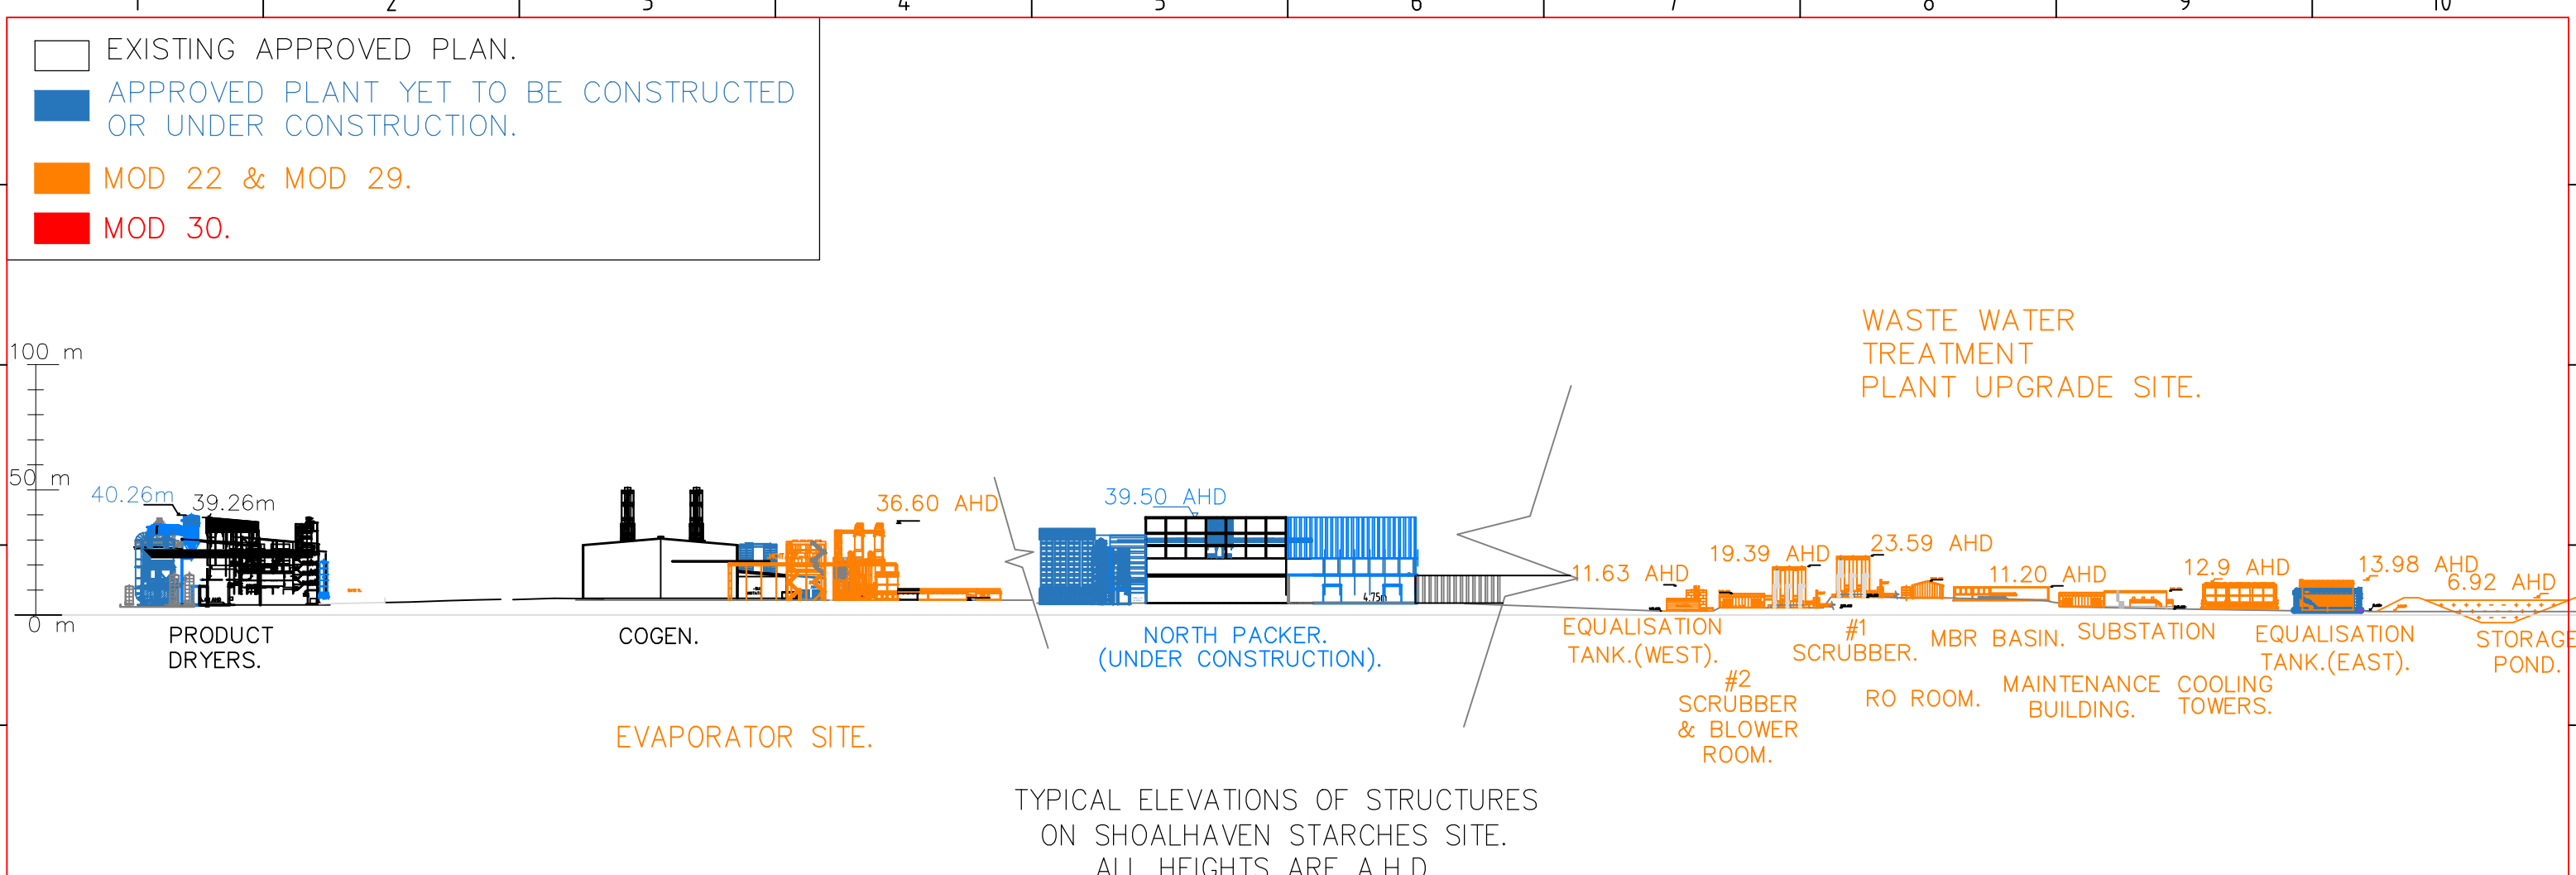 1 2 3 4 5 6 7 8 9 10
EXISTING APPROVED PLAN.
APPROVED PLANT YET TO BE CONSTRUCTED
OR UNDER CONSTRUCTION.
MOD 22 & MOD 29.
MOD 30.
WASTE WATER
TREATMENT
PLANT UPGRADE SITE.
100 m
50 m
0 m
40.26m
39.26m
36.60 AHD
39.50 AHD
4.75m
11.63 AHD
19.39 AHD
23.59 AHD
11.20 AHD
12.9 AHD
13.98 AHD
6.92 AHD
PRODUCT
DRYERS.
COGEN.
NORTH PACKER.
(UNDER CONSTRUCTION).
EQUALISATION
TANK.(WEST).
#2
SCRUBBER
& BLOWER
ROOM.
#1
SCRUBBER.
RO ROOM.
MBR BASIN.
MAINTENANCE
BUILDING.
SUBSTATION
COOLING
TOWERS.
EQUALISATION
TANK.(EAST).
STORAGE
POND.
EVAPORATOR SITE.
TYPICAL ELEVATIONS OF STRUCTURES
ON SHOALHAVEN STARCHES SITE.
ALL HEIGHTS ARE A.H.D